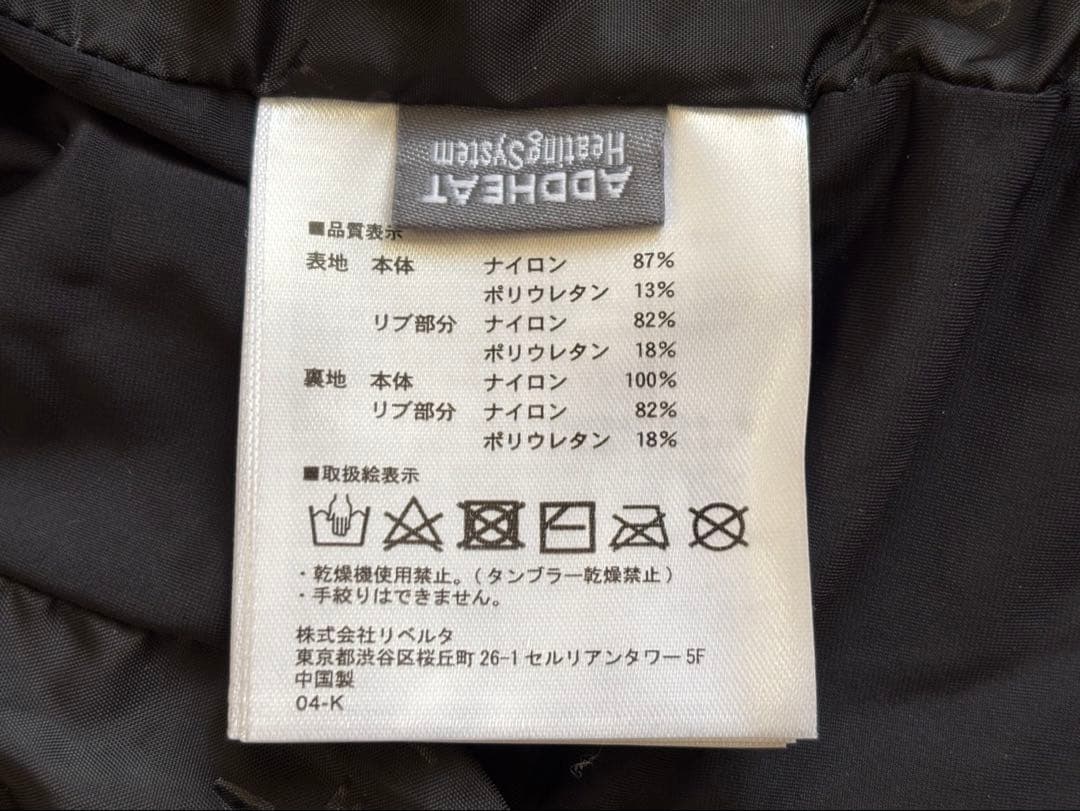 ADDHEAT
HeatingSystem
■品質表示
表地 本体 ナイロン 87%
ポリウレタン 13%
リブ部分 ナイロン 82%
ポリウレタン 18%
裏地 本体 ナイロン 100%
リブ部分 ナイロン 82%
ポリウレタン 18%
■取扱絵表示
・乾燥機使用禁止。(タンブラー乾燥禁止)
・手絞りはできません。
株式会社リベルタ
東京都渋谷区桜丘町26-1 セルリアンタワー5F
中国製
04-K